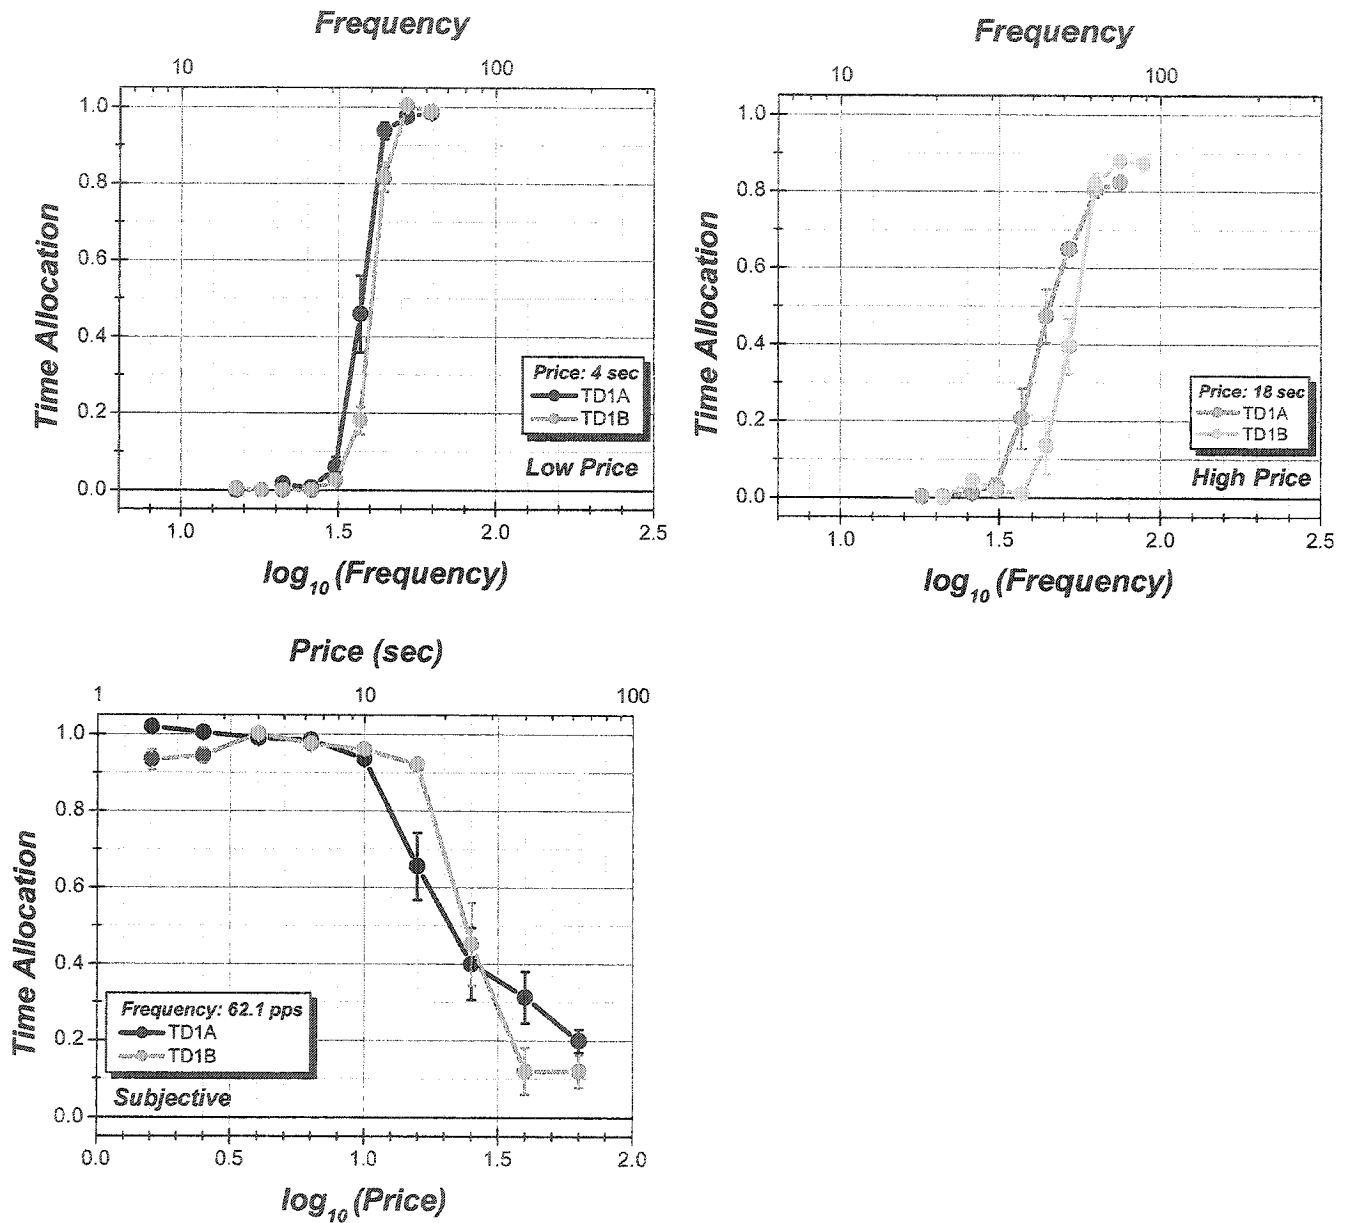 Frequency
10 100
1.0
0.8
0.6
0.4
0.2
0.0
Time Allocation
Price: 4 sec
TD1A
TD1B
Low Price
1.0 1.5 2.0 2.5
log10 (Frequency)
Frequency
10 100
1.0
0.8
0.6
0.4
0.2
0.0
Time Allocation
Price: 18 sec
TD1A
TD1B
High Price
1.0 1.5 2.0 2.5
log10 (Frequency)
Price (sec)
1 10 100
1.0
0.8
0.6
0.4
0.2
0.0
Time Allocation
Frequency: 62.1 pps
TD1A
TD1B
Subjective
0.0 0.5 1.0 1.5 2.0
log10 (Price)